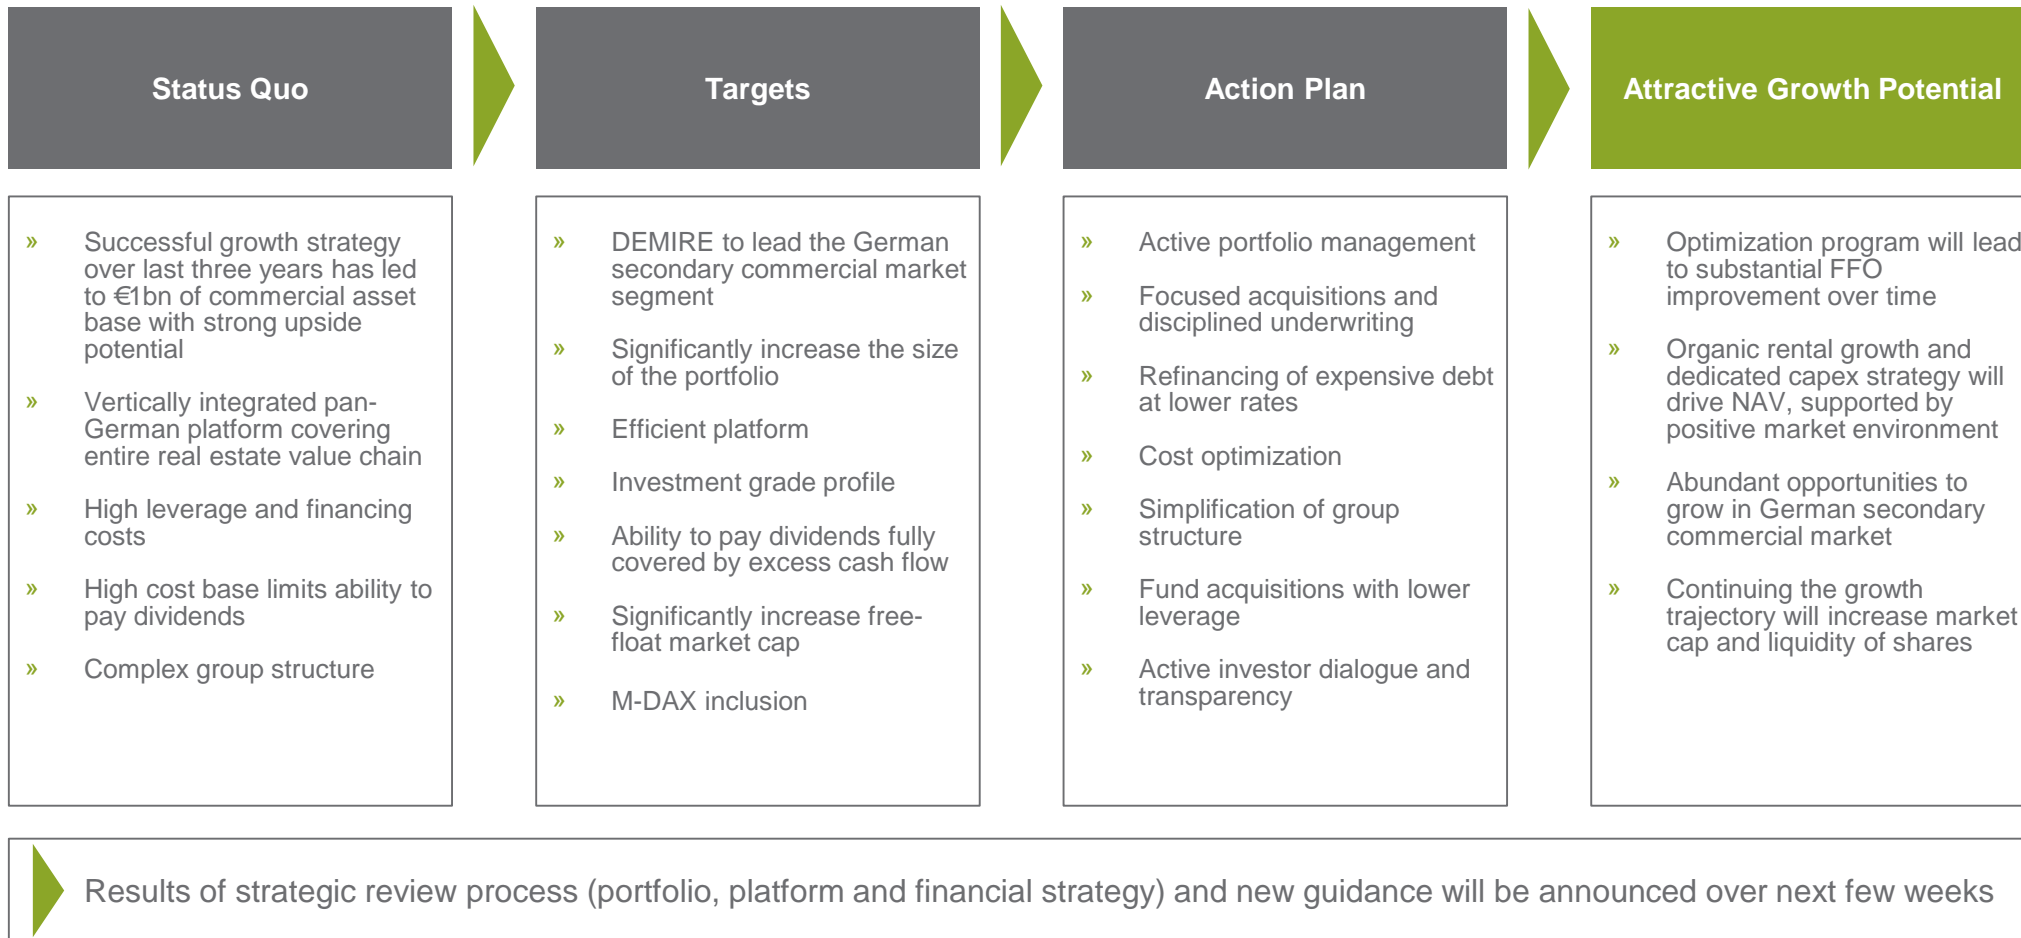 Status Quo
Targets
Action Plan
Attractive Growth Potential
» Successful growth strategy
over last three years has led
to €1bn of commercial asset
base with strong upside
potential
» Vertically integrated pan-
German platform covering
entire real estate value chain
» High leverage and financing
costs
» High cost base limits ability to
pay dividends
» Complex group structure
» DEMIRE to lead the German
secondary commercial market
segment
» Significantly increase the size
of the portfolio
» Efficient platform
» Investment grade profile
» Ability to pay dividends fully
covered by excess cash flow
» Significantly increase free-
float market cap
» M-DAX inclusion
» Active portfolio management
» Focused acquisitions and
disciplined underwriting
» Refinancing of expensive debt
at lower rates
» Cost optimization
» Simplification of group
structure
» Fund acquisitions with lower
leverage
» Active investor dialogue and
transparency
» Optimization program will lead
to substantial FFO
improvement over time
» Organic rental growth and
dedicated capex strategy will
drive NAV, supported by
positive market environment
» Abundant opportunities to
grow in German secondary
commercial market
» Continuing the growth
trajectory will increase market
cap and liquidity of shares
Results of strategic review process (portfolio, platform and financial strategy) and new guidance will be announced over next few weeks